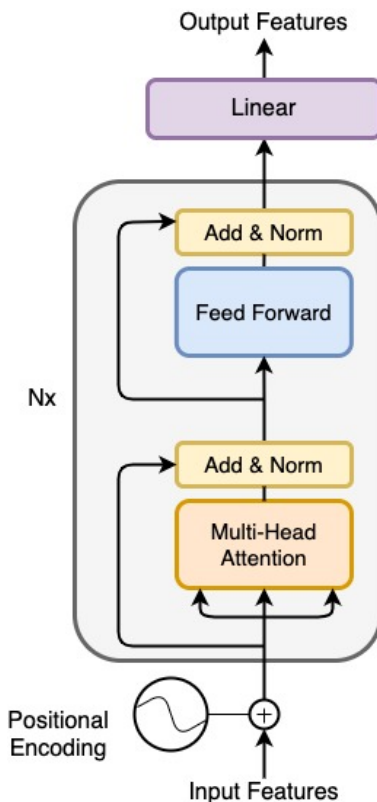 Output Features
Linear
Add & Norm
Feed Forward
Nx
Add & Norm
Multi-Head
Attention
Positional
Encoding
Input Features